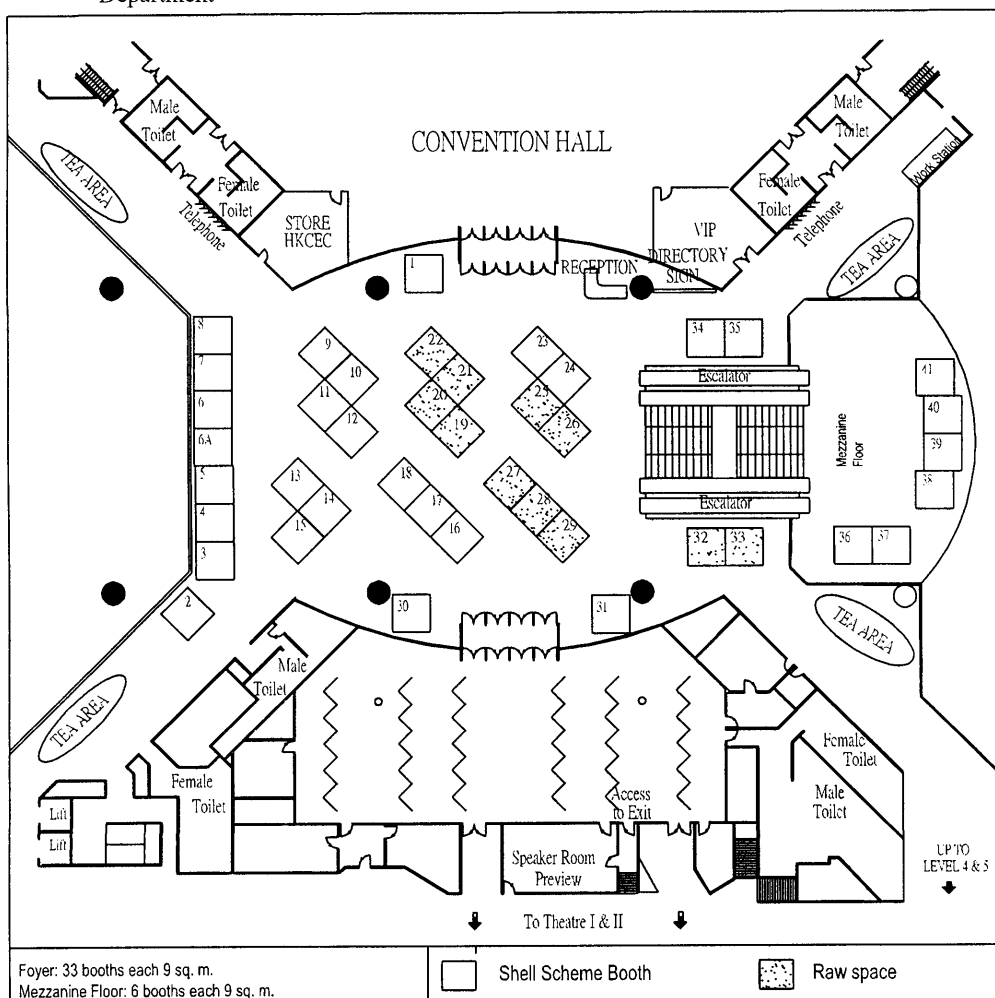 Department
Male
Toilet
Male
Toilet
CONVENTION HALL
TEA AREA
Work Station
Female
Toilet
Female
Toilet
Telephone
Telephone
STORE
HKCEC
VIP
DIRECTORY
SIGN
RECEPTION
TEA AREA
1
8
7
6
6A
5
4
3
2
9
10
11
12
13
14
15
22
21
20
19
18
17
16
23
24
25
26
27
28
29
34
35
Escalator
Escalator
32
33
Mezzanine
Floor
41
40
39
38
36
37
30
31
TEA AREA
TEA AREA
Male
Toilet
Female
Toilet
Lift
Lift
Access
to Exit
Speaker Room
Preview
Female
Toilet
Male
Toilet
UP TO
LEVEL 4 & 5
To Theatre I & II
Foyer: 33 booths each 9 sq. m.
Mezzanine Floor: 6 booths each 9 sq. m.
Shell Scheme Booth
Raw space